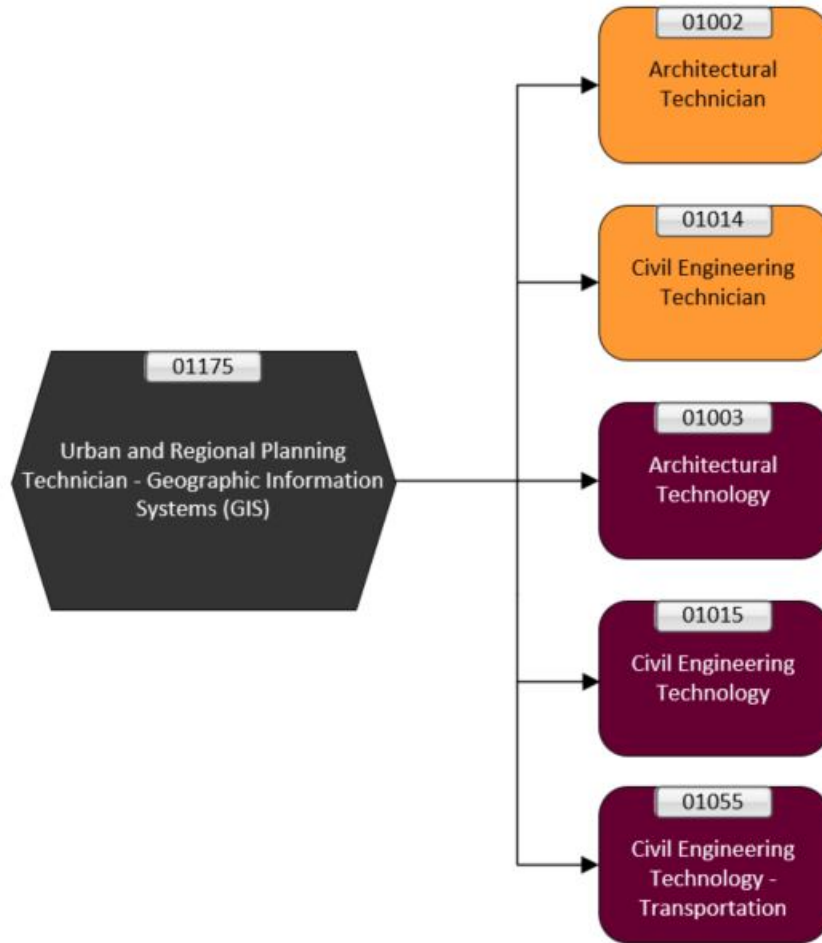 01002
Architectural
Technician
01014
Civil Engineering
Technician
01175
Urban and Regional Planning
Technician - Geographic Information
Systems (GIS)
01003
Architectural
Technology
01015
Civil Engineering
Technology
01055
Civil Engineering
Technology -
Transportation